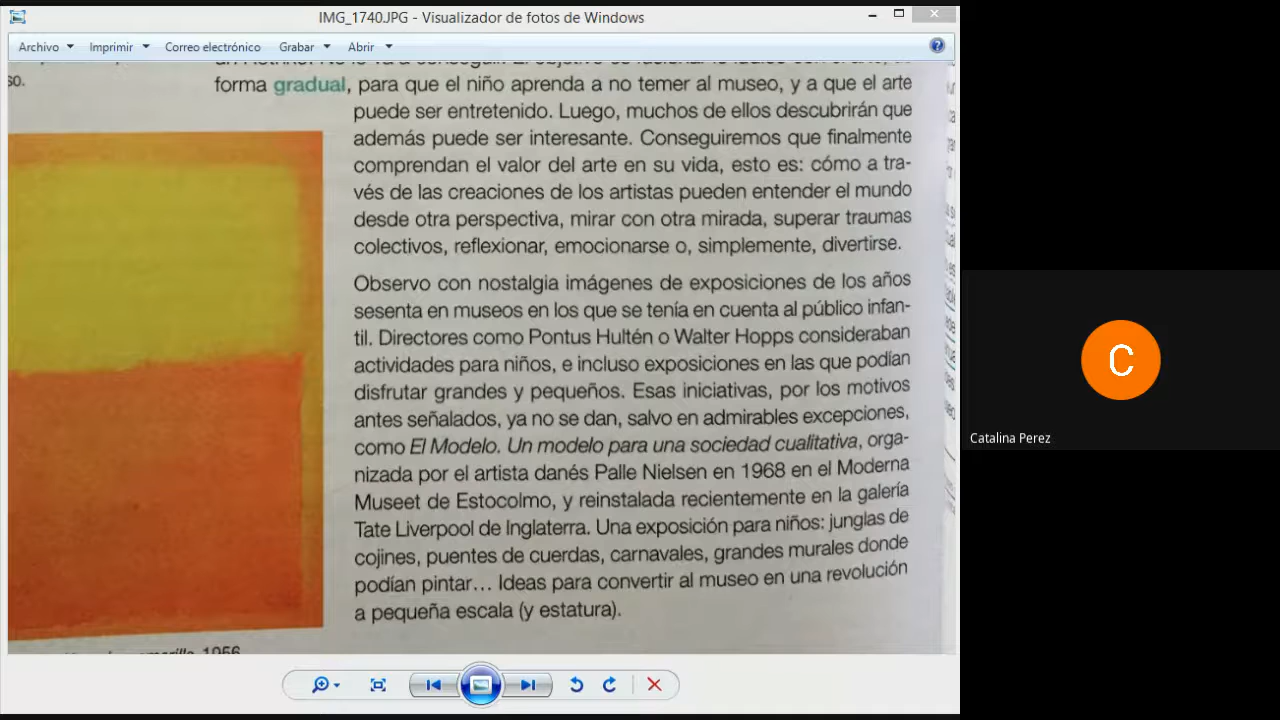 IMG_1740.JPG - Visualizador de fotos de Windows
Archivo Imprimir Correo electrónico Grabar Abrir
so.
forma gradual, para que el niño aprenda a no temer al museo, y a que el arte
puede ser entretenido. Luego, muchos de ellos descubrirán que
además puede ser interesante. Conseguiremos que finalmente
comprendan el valor del arte en su vida, esto es: cómo a tra-
vés de las creaciones de los artistas pueden entender el mundo
desde otra perspectiva, mirar con otra mirada, superar traumas
colectivos, reflexionar, emocionarse o, simplemente, divertirse.
Observo con nostalgia imágenes de exposiciones de los años
sesenta en museos en los que se tenía en cuenta al público infan-
til. Directores como Pontus Hultén o Walter Hopps consideraban
actividades para niños, e incluso exposiciones en las que podían
disfrutar grandes y pequeños. Esas iniciativas, por los motivos
antes señalados, ya no se dan, salvo en admirables excepciones,
como El Modelo. Un modelo para una sociedad cualitativa, orga-
nizada por el artista danés Palle Nielsen en 1968 en el Moderna
Museet de Estocolmo, y reinstalada recientemente en la galería
Tate Liverpool de Inglaterra. Una exposición para niños: junglas de
cojines, puentes de cuerdas, carnavales, grandes murales donde
podían pintar... Ideas para convertir al museo en una revolución
a pequeña escala (y estatura).
1956
C
Catalina Perez